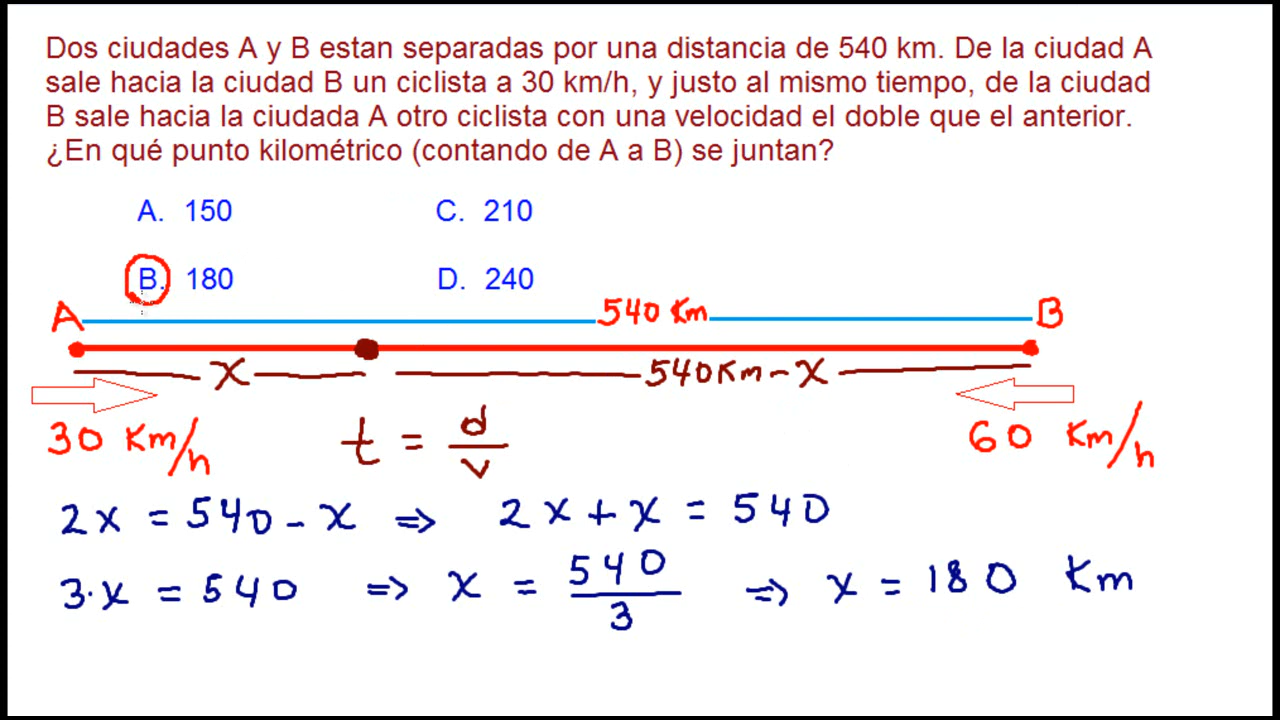 Dos ciudades A y B estan separadas por una distancia de 540 km. De la ciudad A
sale hacia la ciudad B un ciclista a 30 km/h, y justo al mismo tiempo, de la ciudad
B sale hacia la ciudada A otro ciclista con una velocidad el doble que el anterior.
¿En qué punto kilométrico (contando de A a B) se juntan?
A. 150 C. 210
B. 180 D. 240
A 540 Km B
x 540Km - x
30 Km/h t = d/v 60 Km/h
2x = 540 - x => 2x + x = 540
3·x = 540 => x = 540/3 => x = 180 Km